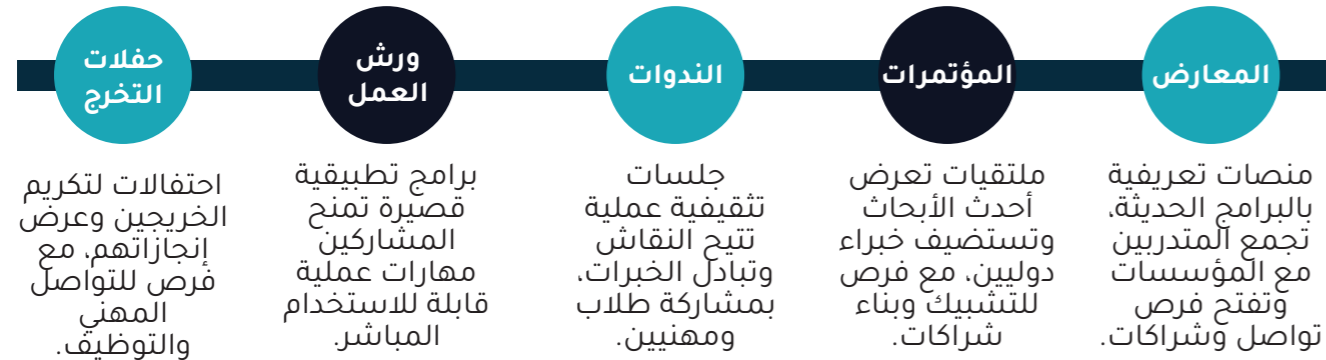 المعارض
منصات تعريفية
بالبرامج الحديثة،
تجمع المتدربين
مع المؤسسات
وتفتح فرص
تواصل وشراكات.
المؤتمرات
ملتقيات تعرض
أحدث الأبحاث
وتستضيف خبراء
دوليين، مع فرص
للتشبيك وبناء
شراكات.
الندوات
جلسات
تثقيفية عملية
تتيح النقاش
وتبادل الخبرات،
بمشاركة طلاب
ومهنيين.
ورش
العمل
برامج تطبيقية
قصيرة تمنح
المشاركين
مهارات عملية
قابلة للاستخدام
المباشر.
حفلات
التخرج
احتفالات لتكريم
الخريجين وعرض
إنجازاتهم، مع
فرص للتواصل
المهني
والتوظيف.